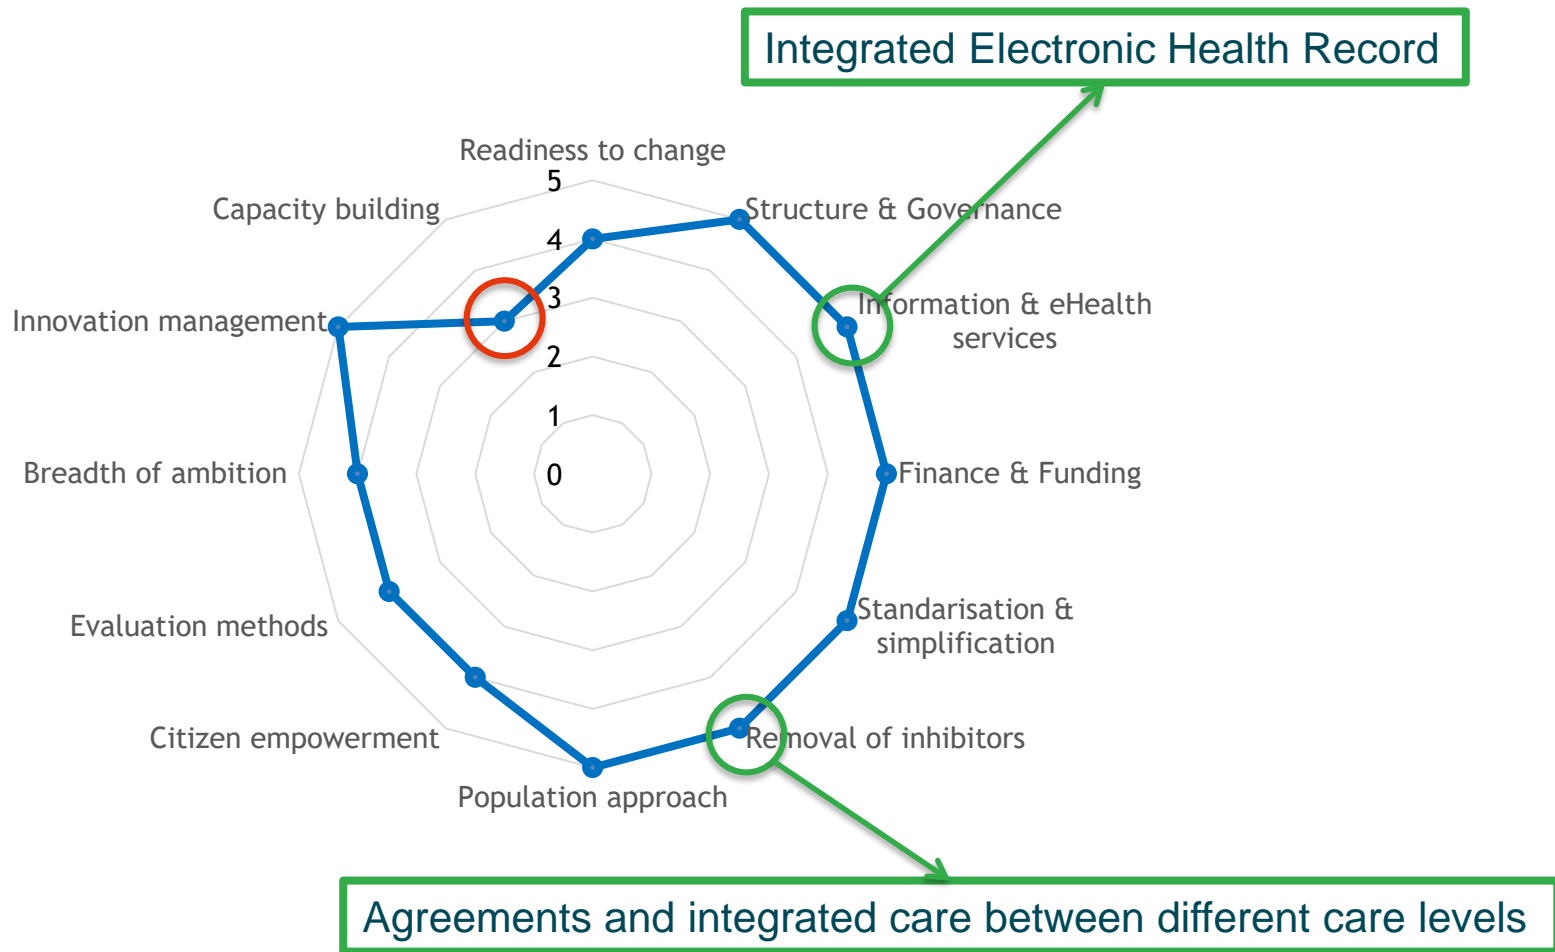 Integrated Electronic Health Record
Readiness to change
5
Capacity building
Structure & Governance
4
3
Information & eHealth
services
Innovation management
2
1
Breadth of ambition
0
Finance & Funding
Standarisation &
simplification
Evaluation methods
Citizen empowerment
Removal of inhibitors
Population approach
Agreements and integrated care between different care levels